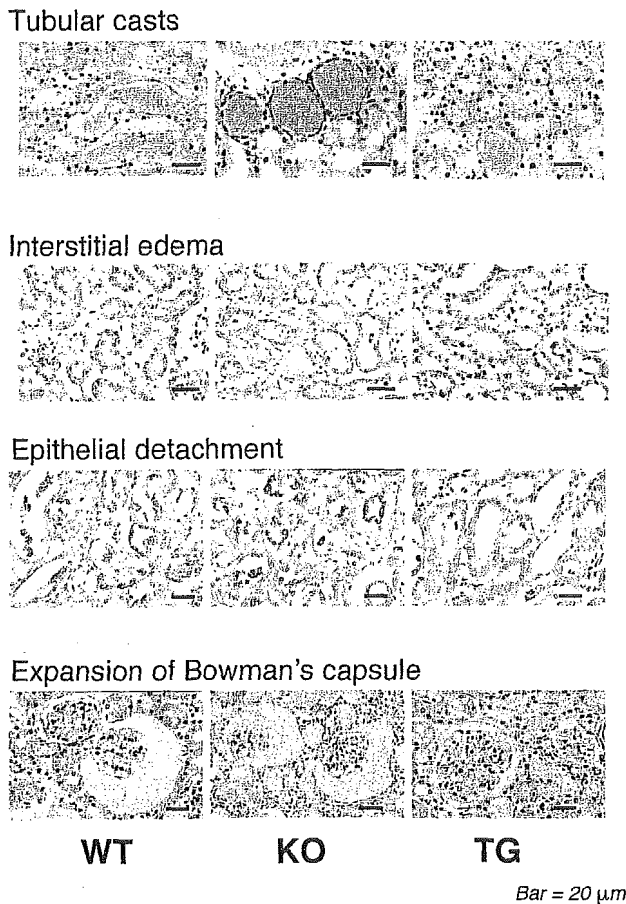 Tubular casts
Interstitial edema
Epithelial detachment
Expansion of Bowman's capsule
WT KO TG
Bar = 20 μm